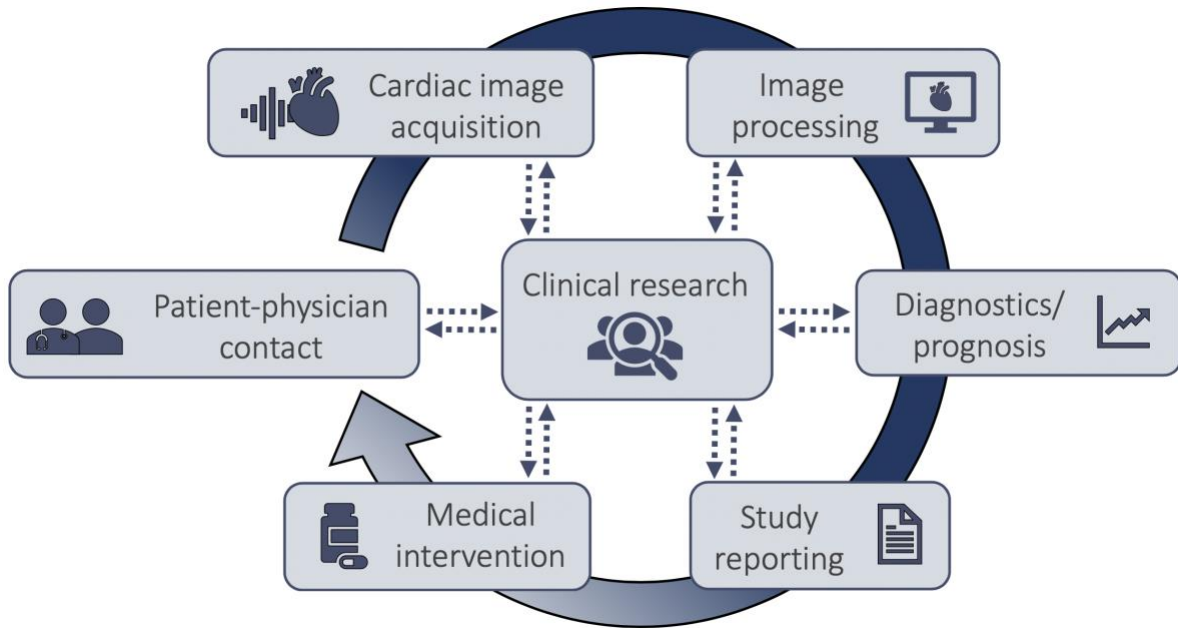 Cardiac image
acquisition
Image
processing
Patient-physician
contact
Clinical research
Diagnostics/
prognosis
Medical
intervention
Study
reporting